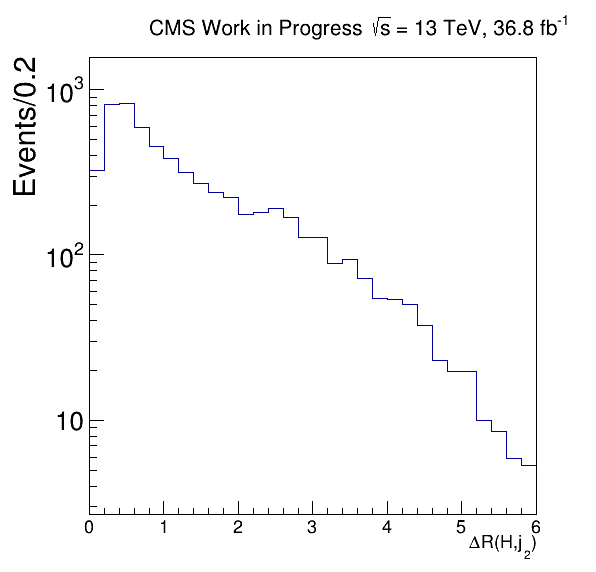 CMS Work in Progress √s = 13 TeV, 36.8 fb⁻¹
Events/0.2
10³
10²
10
0 1 2 3 4 5 6
ΔR(H,j₂)